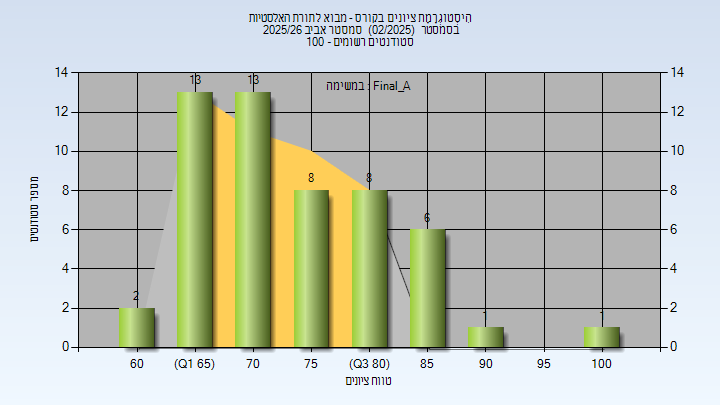 היסטוגרמת ציונים בקורס - מבוא לתורת האלסטיות
בסמסטר (02/2025) סמסטר אביב 2025/26
סטודנטים רשומים - 100
במשימה : Final_A
14 14
12 12
10 10
8 8
6 6
4 4
2 2
0 0
2 13 13 8 8 6 1 1
60 (Q1 65) 70 75 (Q3 80) 85 90 95 100
טווח ציונים
מספר סטודנטים